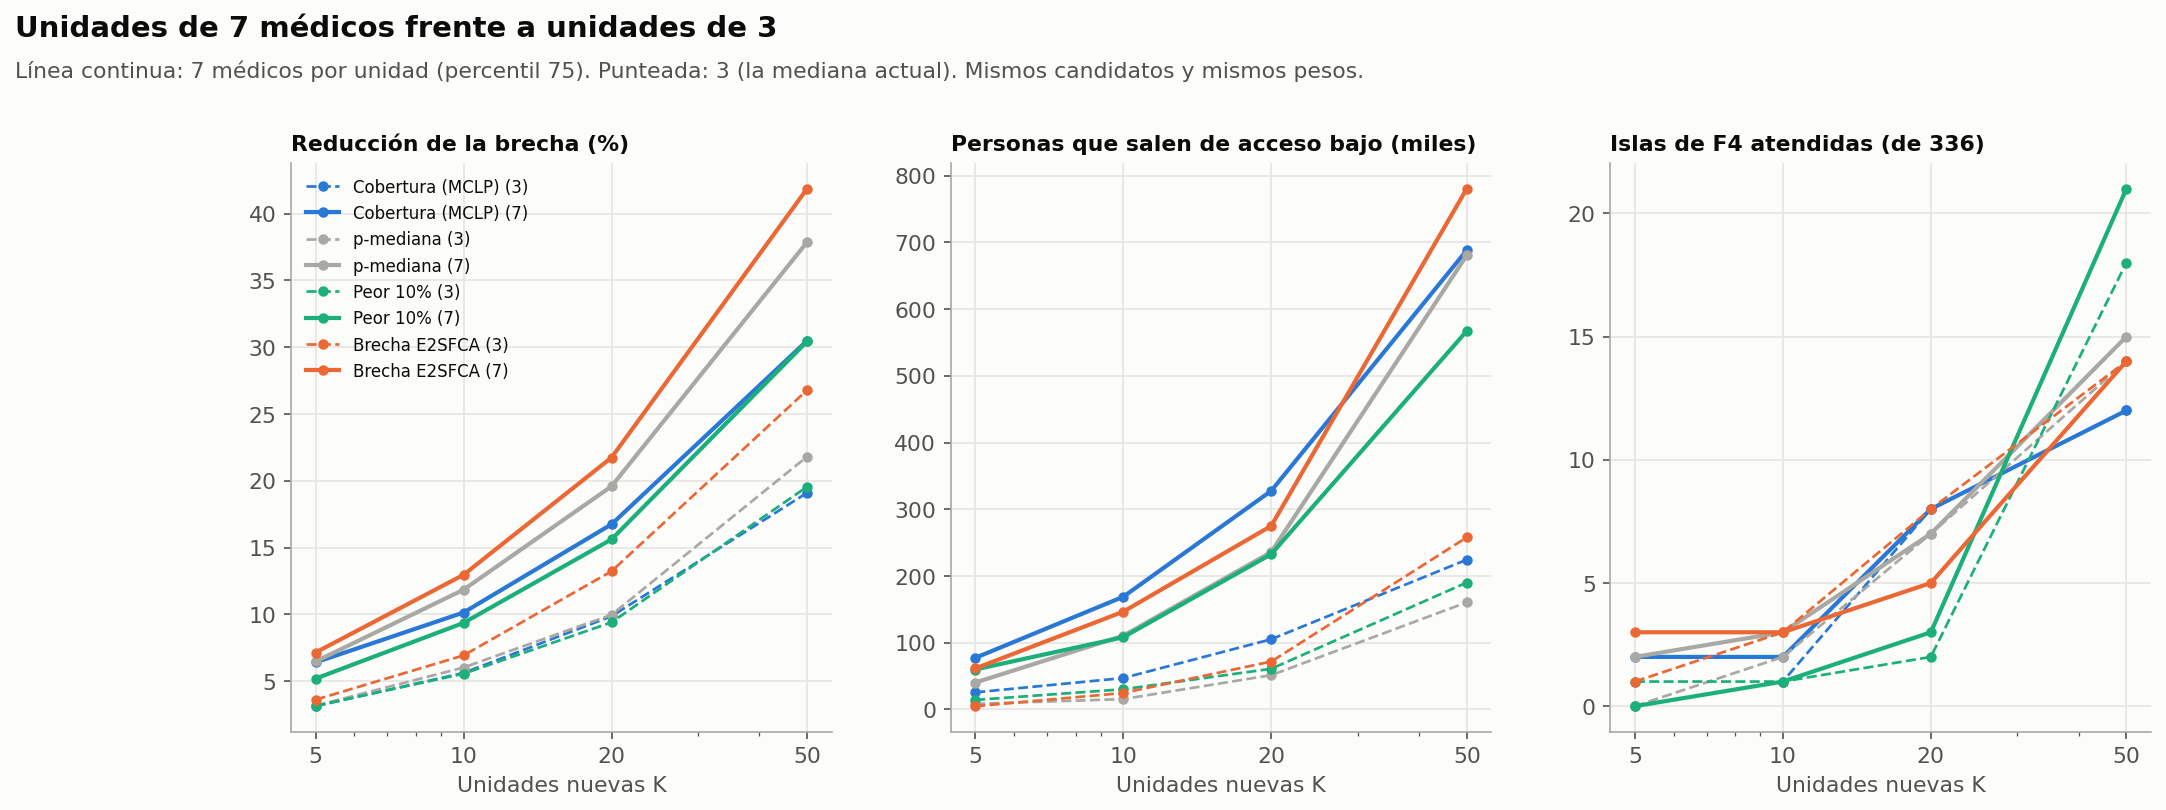 Unidades de 7 médicos frente a unidades de 3
Línea continua: 7 médicos por unidad (percentil 75). Punteada: 3 (la mediana actual). Mismos candidatos y mismos pesos.
Reducción de la brecha (%)
Cobertura (MCLP) (3)
Cobertura (MCLP) (7)
p-mediana (3)
p-mediana (7)
Peor 10% (3)
Peor 10% (7)
Brecha E2SFCA (3)
Brecha E2SFCA (7)
40
35
30
25
20
15
10
5
5 10 20 50
Unidades nuevas K
Personas que salen de acceso bajo (miles)
800
700
600
500
400
300
200
100
0
5 10 20 50
Unidades nuevas K
Islas de F4 atendidas (de 336)
20
15
10
5
0
5 10 20 50
Unidades nuevas K